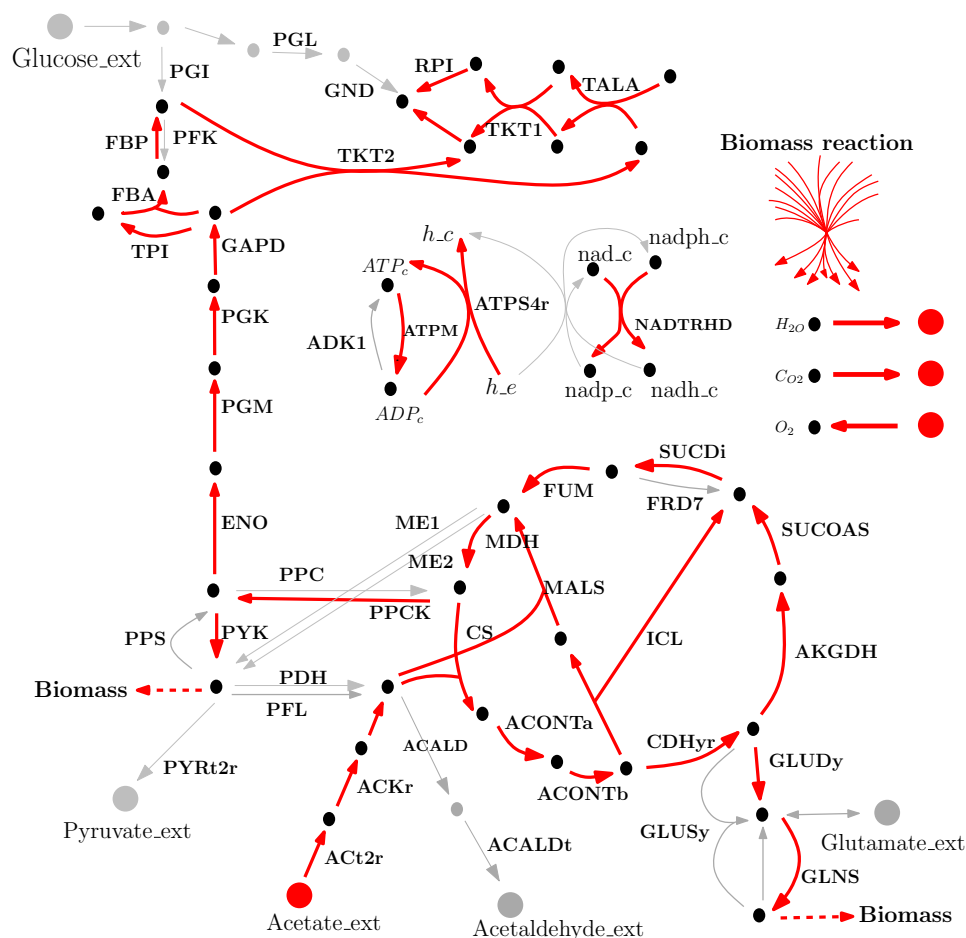 Glucose_ext
PGL
PGI
GND
RPI
TALA
TKT1
FBP
PFK
TKT2
Biomass reaction
FBA
TPI
GAPD
h_c
nad_c
nadph_c
ATPc
PGK
ADK1
ATPM
ATPS4r
NADTRHD
H2O
PGM
ADPc
h_e
nadp_c
nadh_c
CO2
O2
SUCDi
FUM
FRD7
ENO
ME1
ME2
MDH
SUCOAS
PPC
PPCK
MALS
PPS
PYK
CS
ICL
AKGDH
Biomass
PDH
PFL
ACONTa
ACALD
CDHyr
GLUDy
PYRt2r
ACKr
ACONTb
Pyruvate_ext
GLUSy
Glutamate_ext
ACt2r
ACALDt
GLNS
Acetate_ext
Acetaldehyde_ext
Biomass